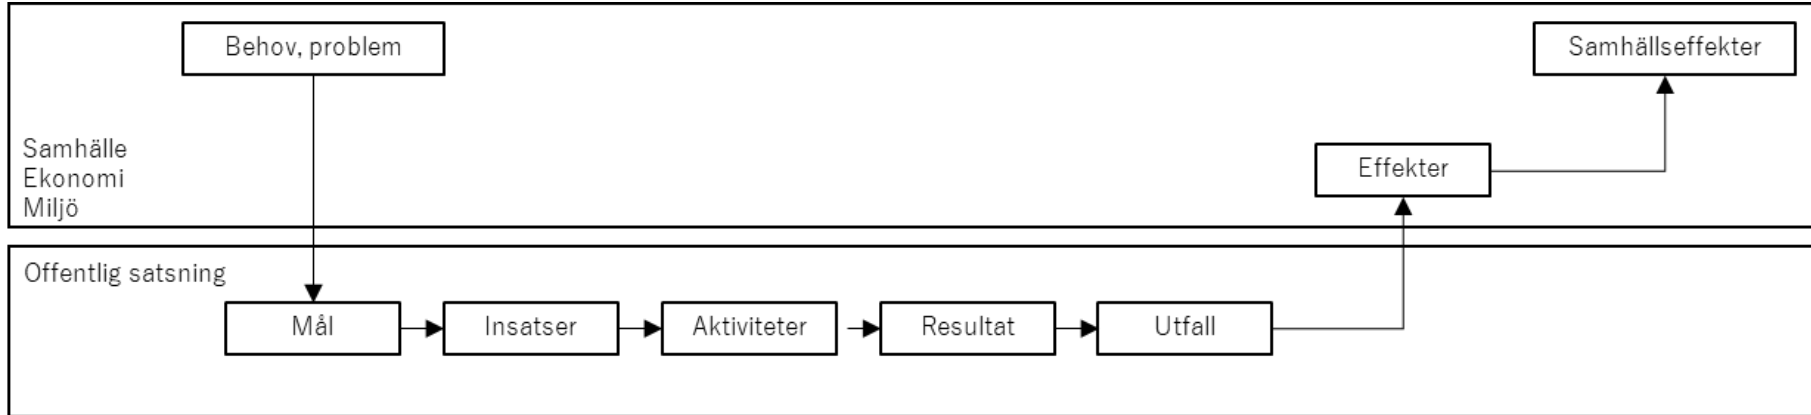 Behov, problem
Samhällseffekter
Samhälle
Ekonomi
Miljö
Effekter
Offentlig satsning
Mål
Insatser
Aktiviteter
Resultat
Utfall